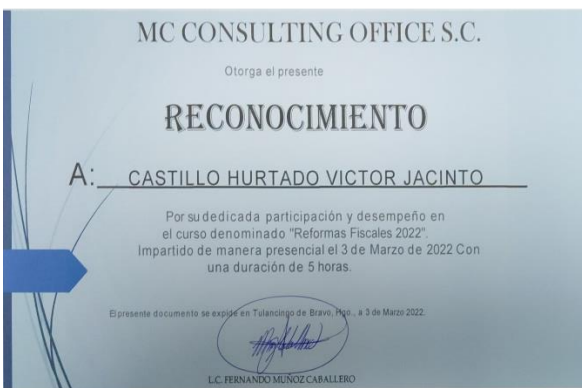 MC CONSULTING OFFICE S.C.
Otorga el presente
RECONOCIMIENTO
A: CASTILLO HURTADO VICTOR JACINTO
Por su dedicada participación y desempeño en
el curso denominado "Reformas Fiscales 2022".
Impartido de manera presencial el 3 de Marzo de 2022 Con
una duración de 5 horas.
El presente documento se expide en Tulancingo de Bravo, Hgo., a 3 de Marzo 2022.
L.C. FERNANDO MUÑOZ CABALLERO